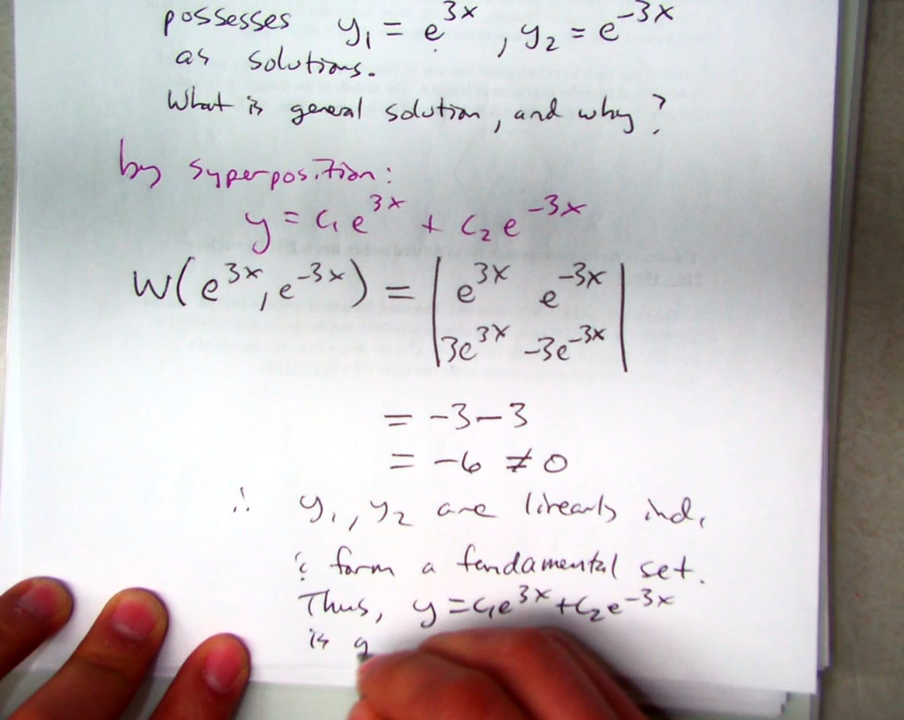 possesses y₁ = e^{3x}, y₂ = e^{-3x}
as solutions.
What is general solution, and why?
by superposition:
y = c₁e^{3x} + c₂e^{-3x}
W(e^{3x}, e^{-3x}) = | e^{3x} e^{-3x} |
| 3e^{3x} -3e^{-3x} |
= -3-3
= -6 ≠ 0
∴ y₁, y₂ are linearly ind.
& form a fundamental set.
Thus, y = c₁e^{3x} + c₂e^{-3x}
is g